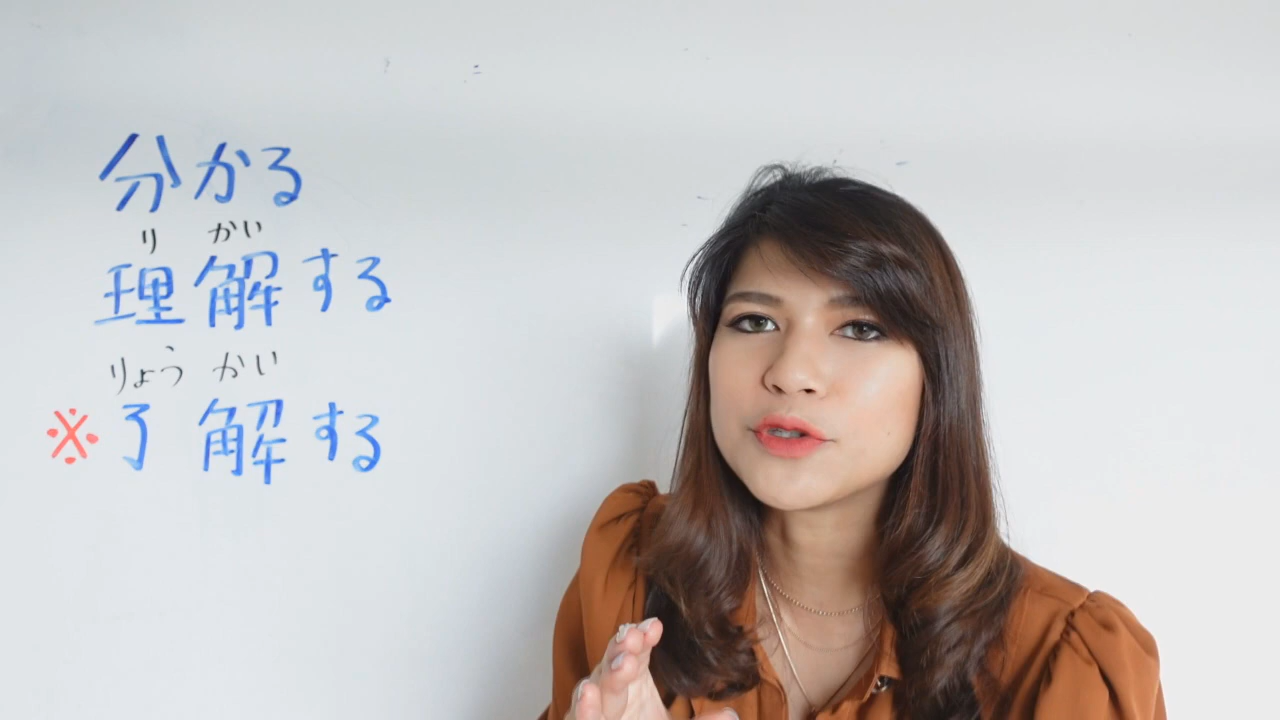 分かる
り かい
理解する
りょう かい
※了解する